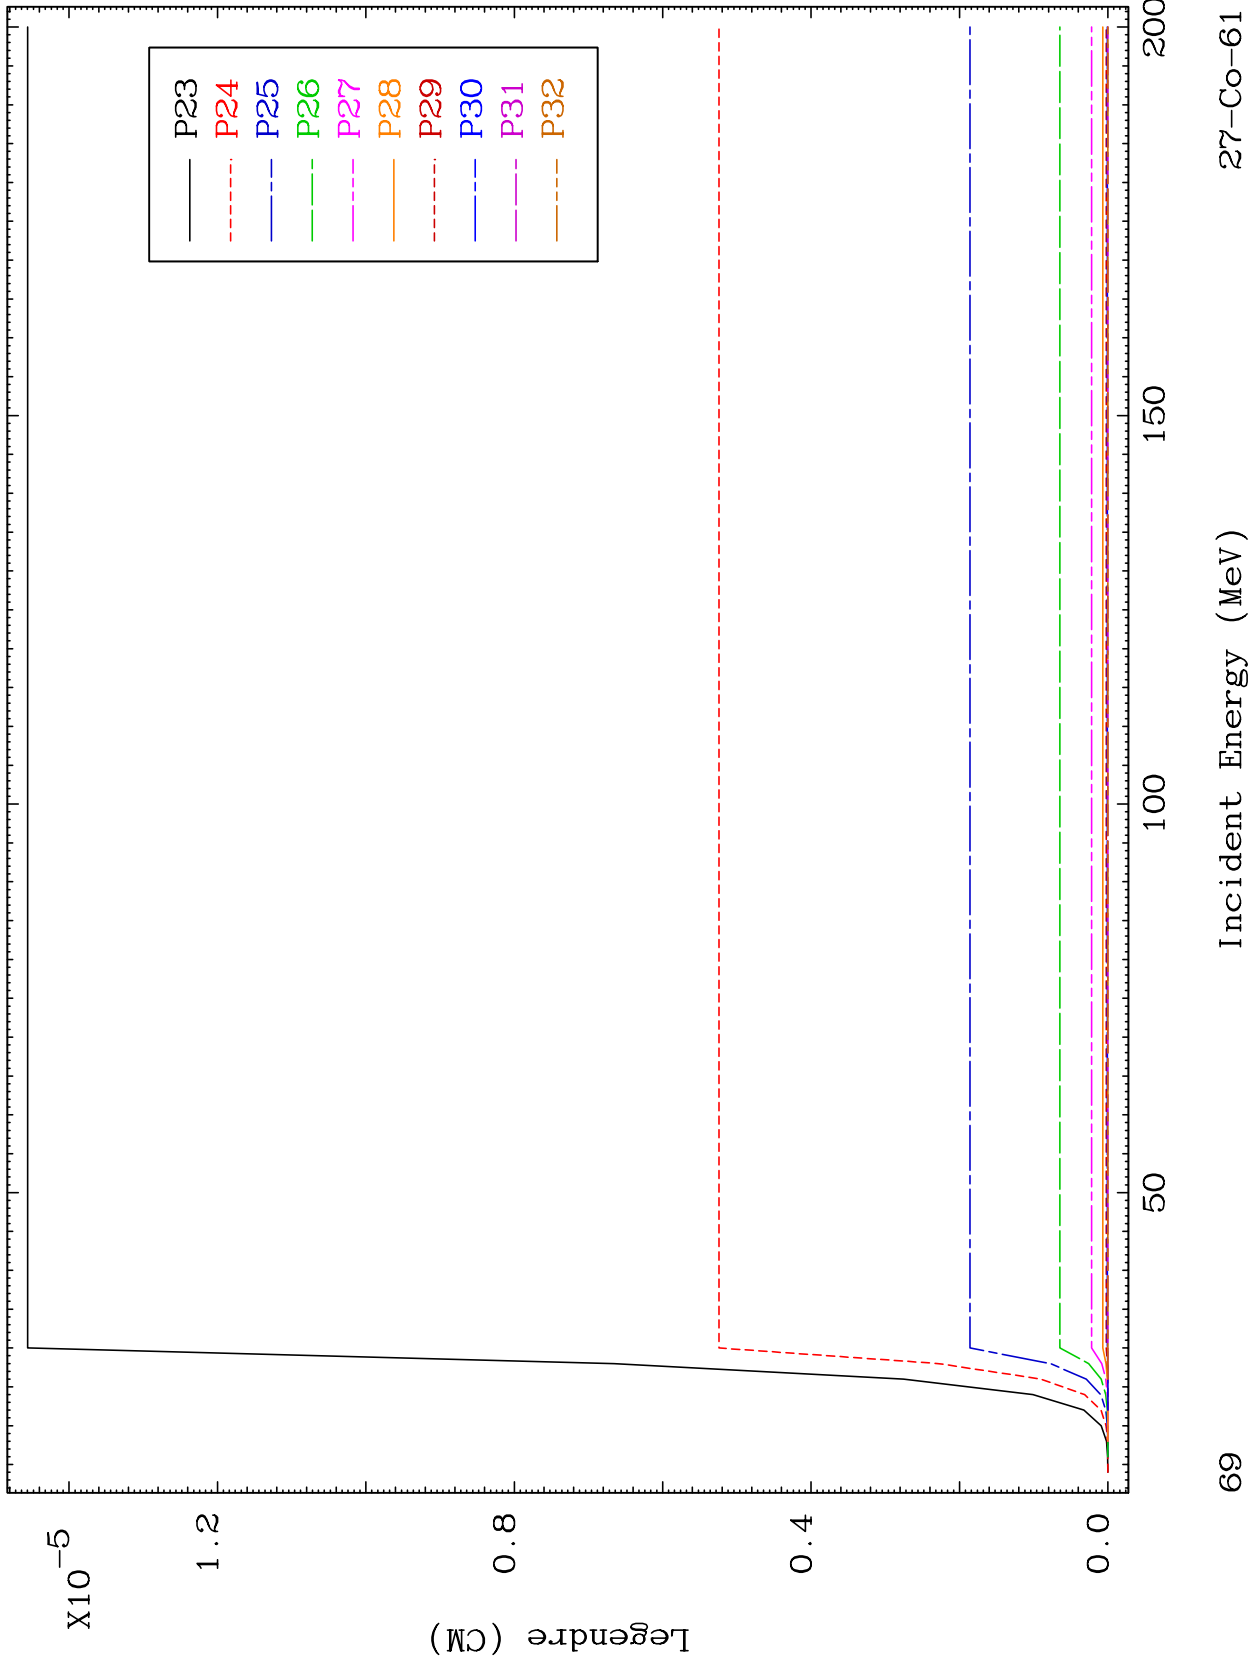 X10-5
1.2
0.8
0.4
0.0
Legendre (CM)
P23
P24
P25
P26
P27
P28
P29
P30
P31
P32
50
100
150
200
69
Incident Energy (MeV)
27-Co-61